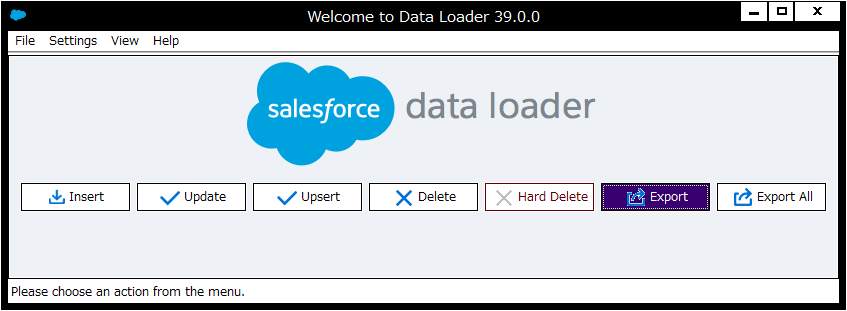 Welcome to Data Loader 39.0.0
File Settings View Help
salesforce data loader
Insert Update Upsert Delete Hard Delete Export Export All
Please choose an action from the menu.